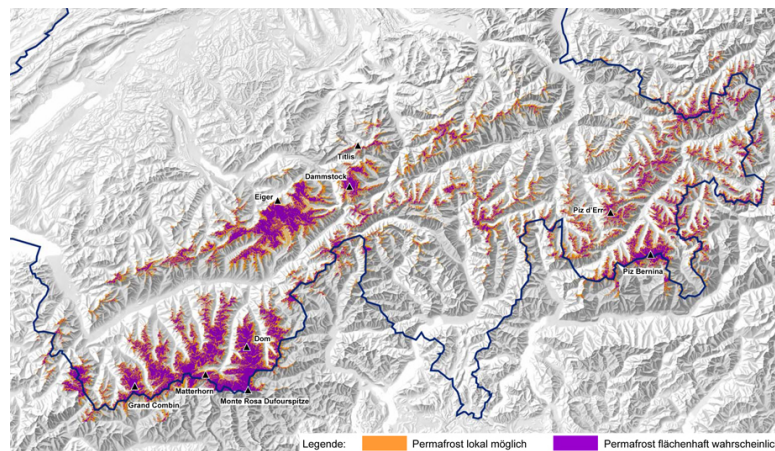 Titlis
Dammstock
Eiger
Piz d'Err
Piz Bernina
Dom
Matterhorn
Grand Combin
Monte Rosa Dufourspitze
Legende:
Permafrost lokal möglich
Permafrost flächenhaft wahrscheinlic